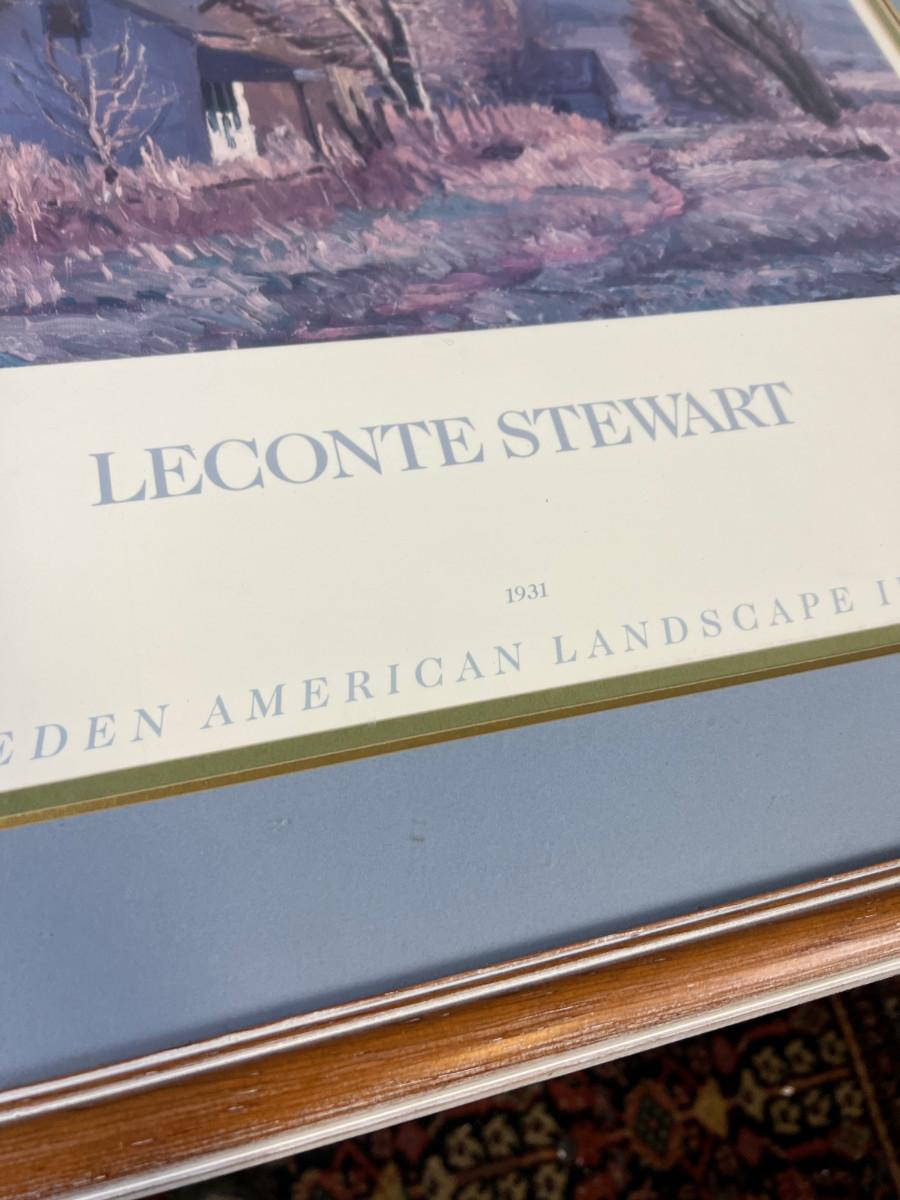 LECONTE STEWART
1931
EDEN AMERICAN LANDSCAPE